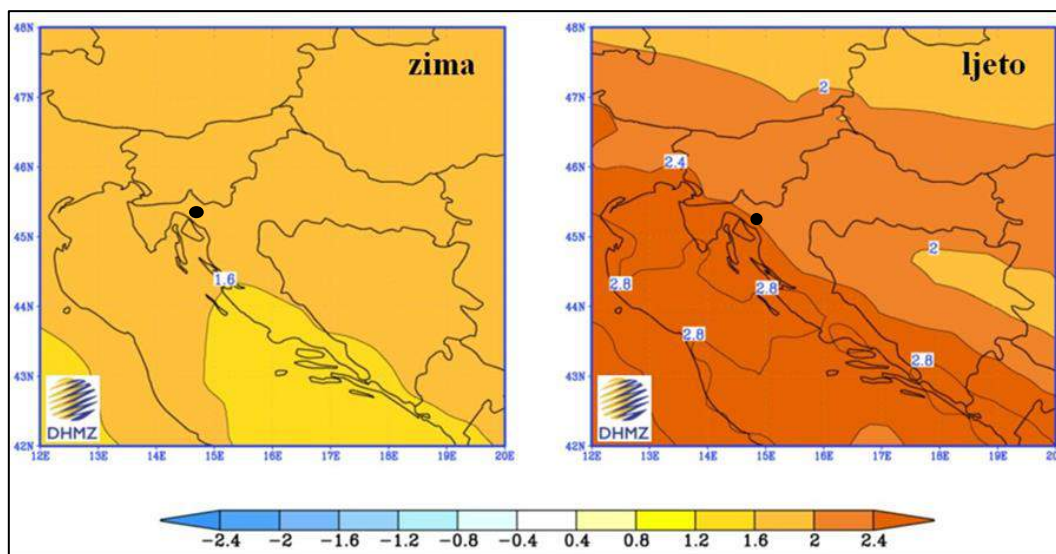 zima
48N
47N
46N
45N
44N
43N
42N
12E 13E 14E 15E 16E 17E 18E 19E 20E
1.6
DHMZ
ljeto
48N
47N
46N
45N
44N
43N
42N
12E 13E 14E 15E 16E 17E 18E 19E 20
2
2.4
2
2.8
2.8
2.8
DHMZ
-2.4 -2 -1.6 -1.2 -0.8 -0.4 0.4 0.8 1.2 1.6 2 2.4